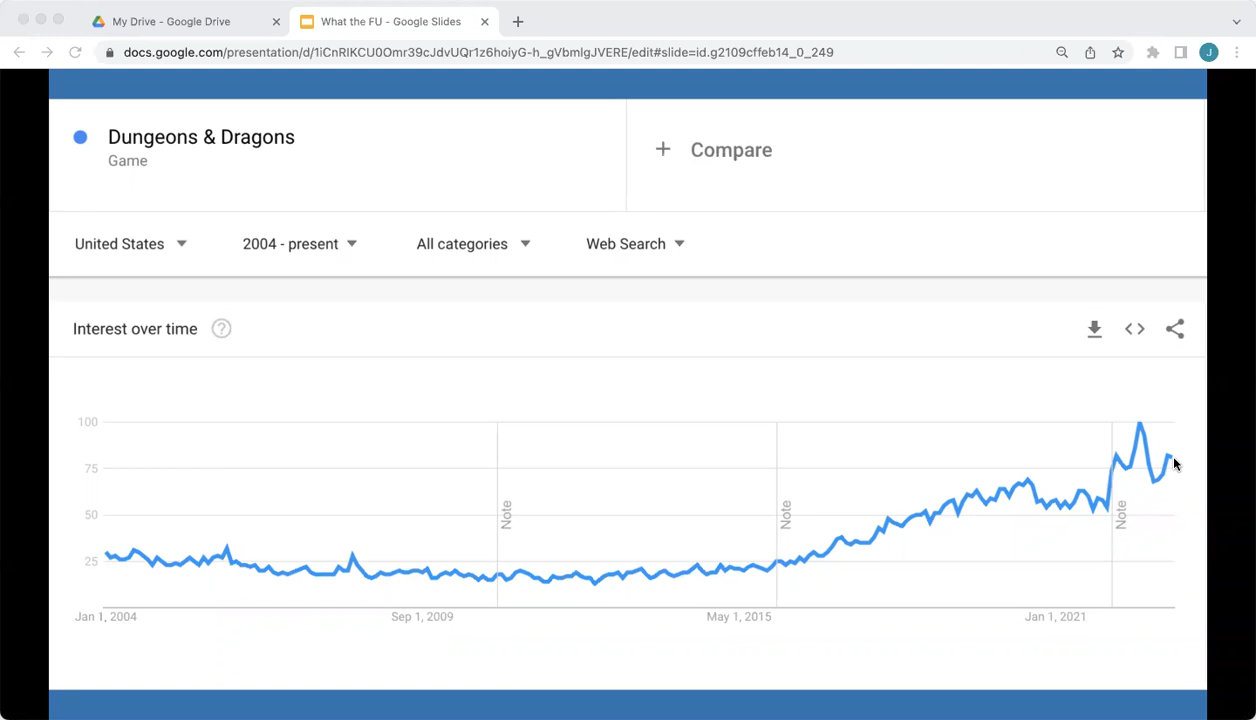 My Drive - Google Drive
What the FU - Google Slides
docs.google.com/presentation/d/1iCnRIKCU0Omr39cJdvUQr1z6hoiyG-h_gVbmlgJVERE/edit#slide=id.g2109cffeb14_0_249
J
Dungeons & Dragons
Game
+ Compare
United States
2004 - present
All categories
Web Search
Interest over time
?
100
75
50
25
Note
Note
Note
Jan 1, 2004
Sep 1, 2009
May 1, 2015
Jan 1, 2021